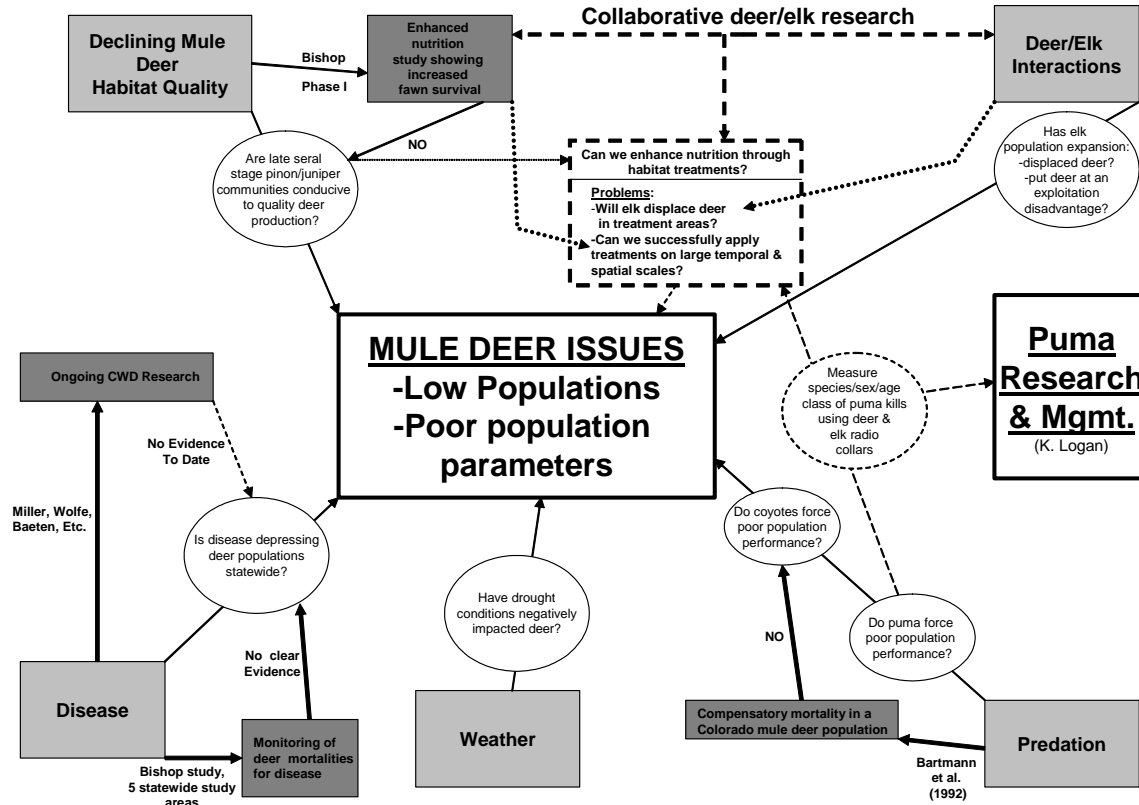 Collaborative deer/elk research
Declining Mule
Deer
Habitat Quality
Bishop
Phase I
Enhanced
nutrition
study showing
increased
fawn survival
Deer/Elk
Interactions
NO
Are late seral
stage pinon/juniper
communities conducive
to quality deer
production?
Can we enhance nutrition through
habitat treatments?
Problems:
-Will elk displace deer
in treatment areas?
-Can we successfully apply
treatments on large temporal &
spatial scales?
Has elk
population expansion:
-displaced deer?
-put deer at an
exploitation
disadvantage?
MULE DEER ISSUES
-Low Populations
-Poor population
parameters
Puma
Research
& Mgmt.
(K. Logan)
Measure
species/sex/age
class of puma kills
using deer &
elk radio
collars
Ongoing CWD Research
No Evidence
To Date
Miller, Wolfe,
Baeten, Etc.
Is disease depressing
deer populations
statewide?
Have drought
conditions negatively
impacted deer?
Do coyotes force
poor population
performance?
Do puma force
poor population
performance?
NO
No clear
Evidence
Disease
Monitoring of
deer mortalities
for disease
Bishop study,
5 statewide study
areas
Weather
Compensatory mortality in a
Colorado mule deer population
Bartmann
et al.
(1992)
Predation